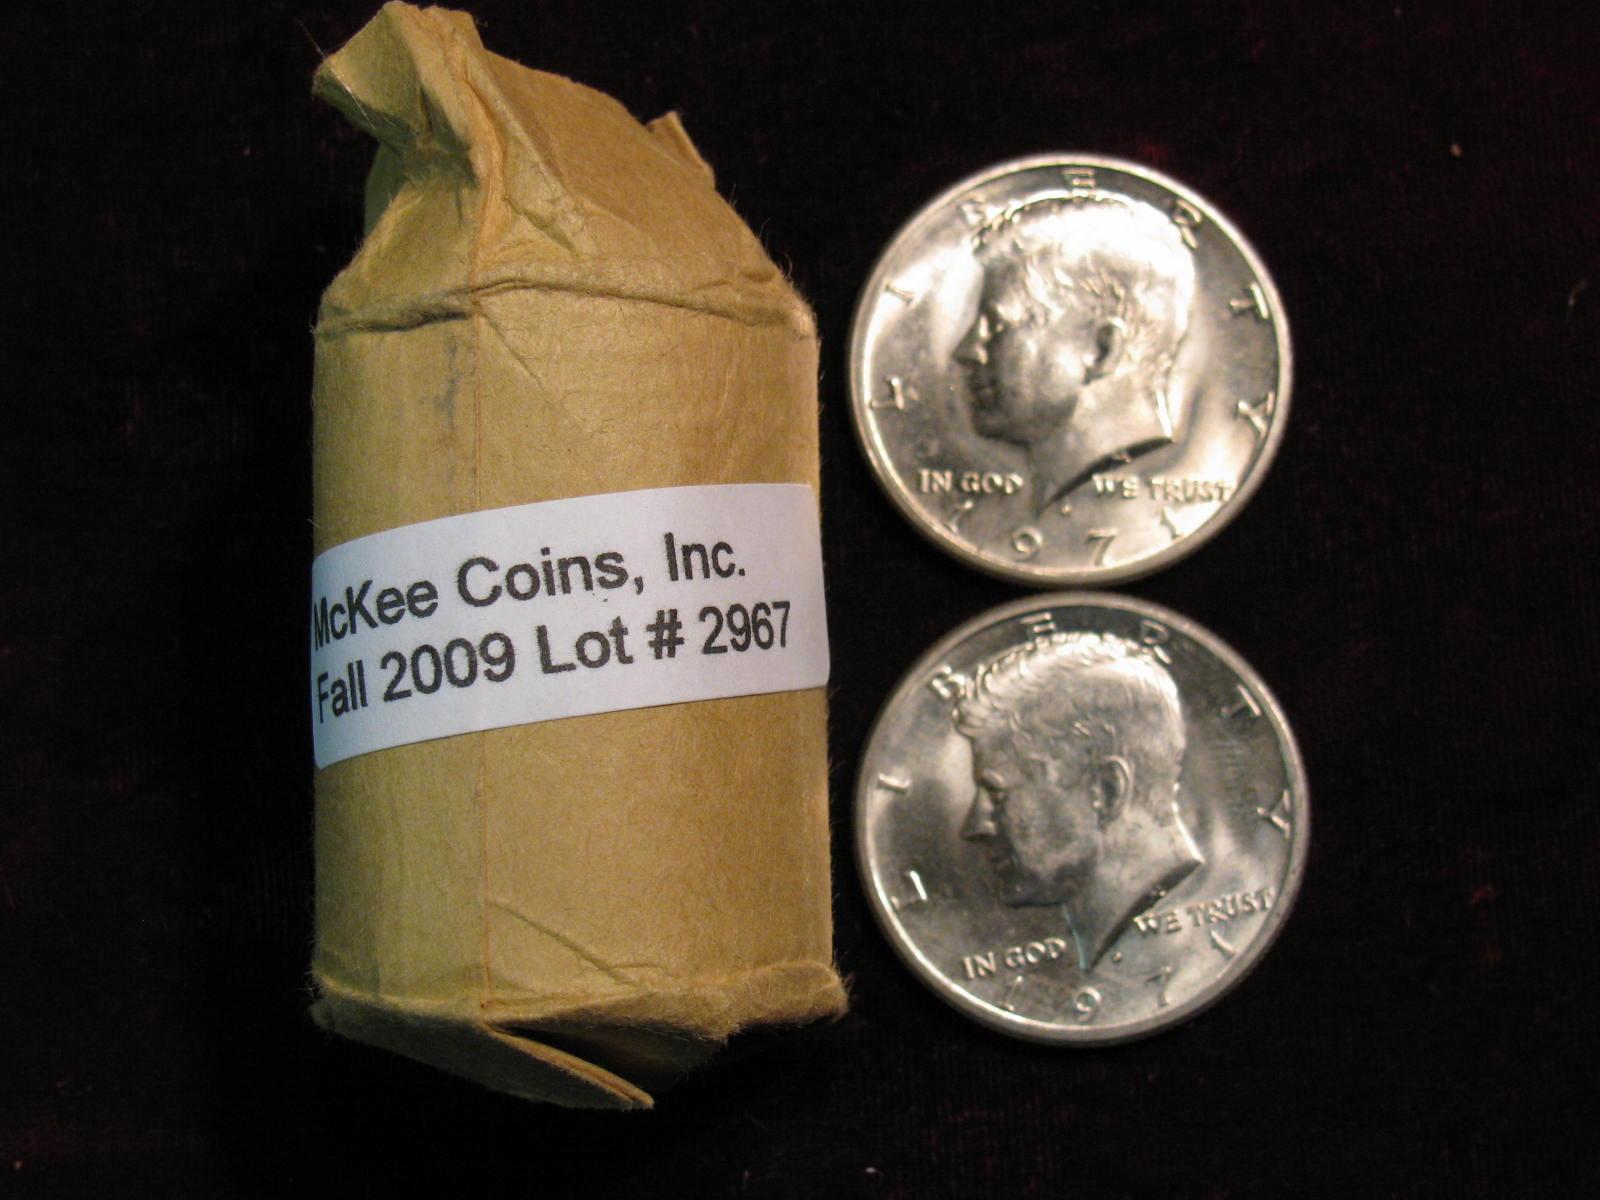 McKee Coins, Inc.
Fall 2009 Lot # 2967
LIBERTY
IN GOD WE TRUST
1971
LIBERTY
IN GOD WE TRUST
1971